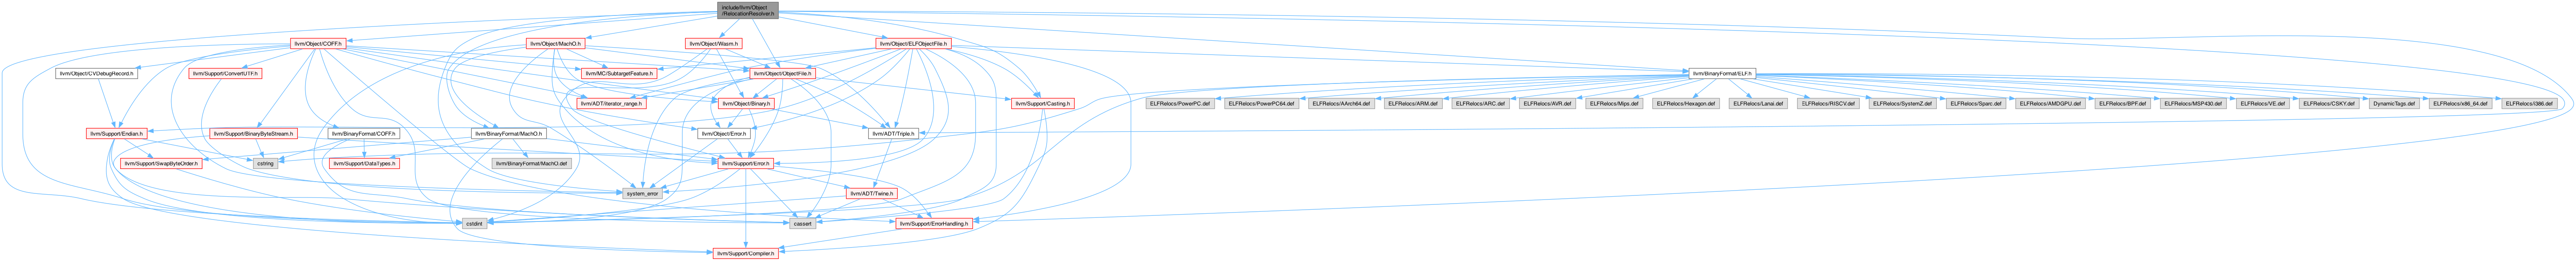 include/llvm/Object
/RelocationResolver.h
llvm/Object/COFF.h
llvm/Object/MachO.h
llvm/Object/Wasm.h
llvm/Object/ELFObjectFile.h
llvm/Object/CVDebugRecord.h
llvm/Support/ConvertUTF.h
llvm/MC/SubtargetFeature.h
llvm/Object/ObjectFile.h
llvm/BinaryFormat/ELF.h
llvm/ADT/iterator_range.h
llvm/Object/Binary.h
llvm/Support/Casting.h
ELFRelocs/PowerPC.def
ELFRelocs/PowerPC64.def
ELFRelocs/AArch64.def
ELFRelocs/ARM.def
ELFRelocs/ARC.def
ELFRelocs/AVR.def
ELFRelocs/Mips.def
ELFRelocs/Hexagon.def
ELFRelocs/Lanai.def
ELFRelocs/RISCV.def
ELFRelocs/SystemZ.def
ELFRelocs/Sparc.def
ELFRelocs/AMDGPU.def
ELFRelocs/BPF.def
ELFRelocs/MSP430.def
ELFRelocs/VE.def
ELFRelocs/CSKY.def
DynamicTags.def
ELFRelocs/x86_64.def
ELFRelocs/i386.def
llvm/Support/Endian.h
llvm/Support/BinaryByteStream.h
llvm/BinaryFormat/COFF.h
llvm/BinaryFormat/MachO.h
llvm/Object/Error.h
llvm/ADT/Triple.h
llvm/Support/SwapByteOrder.h
cstring
llvm/Support/DataTypes.h
llvm/BinaryFormat/MachO.def
llvm/Support/Error.h
system_error
llvm/ADT/Twine.h
cstdint
cassert
llvm/Support/ErrorHandling.h
llvm/Support/Compiler.h